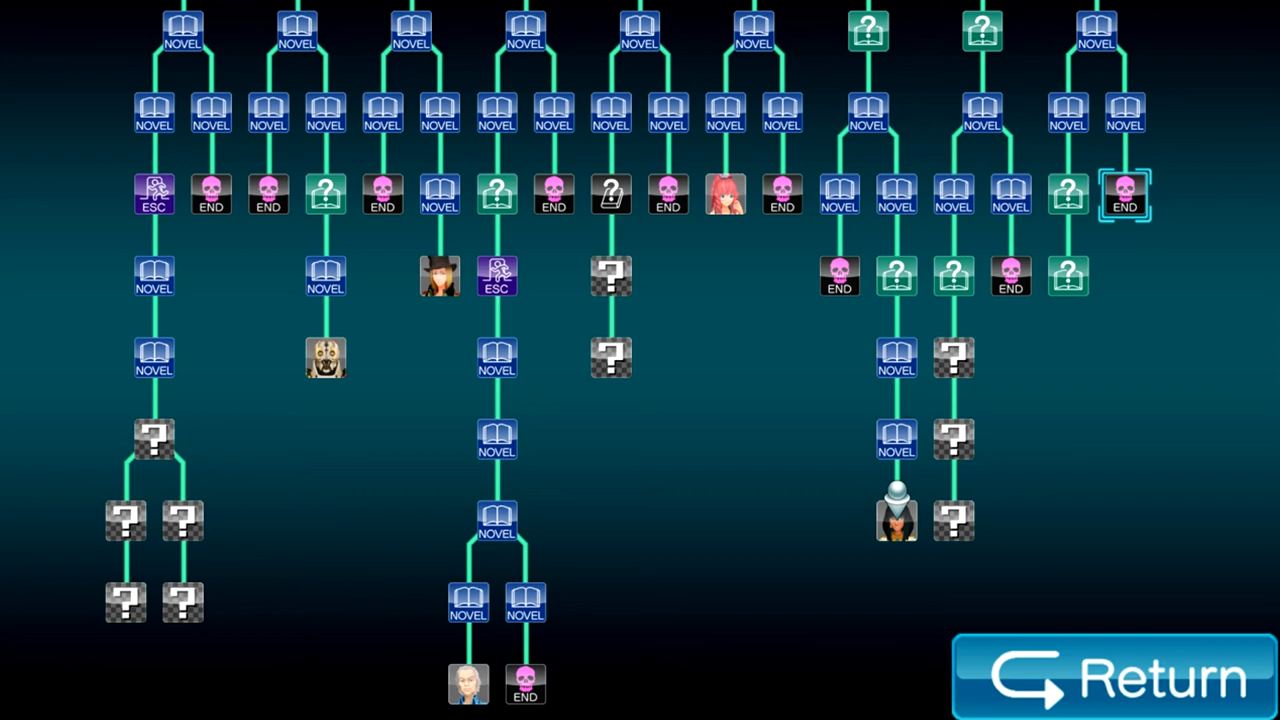 NOVEL NOVEL NOVEL NOVEL NOVEL NOVEL ? ? NOVEL
NOVEL NOVEL NOVEL NOVEL NOVEL NOVEL NOVEL NOVEL NOVEL NOVEL NOVEL NOVEL NOVEL NOVEL NOVEL NOVEL
ESC END END ? END NOVEL ? END ? END END NOVEL NOVEL NOVEL NOVEL ? END
NOVEL NOVEL ESC ? END ? ? END ?
NOVEL NOVEL ? NOVEL ?
? NOVEL NOVEL ?
? ? NOVEL ?
? ? NOVEL NOVEL
END
Return